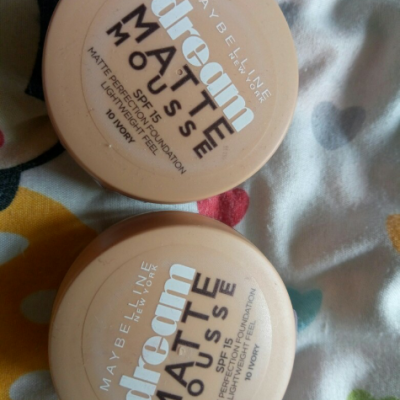 MAYBELLINE
NEW YORK
dream
MATTE
MOUSSE
SPF 15
MATTE PERFECTION FOUNDATION
LIGHTWEIGHT FEEL
10 IVORY
MAYBELLINE
NEW YORK
dream
MATTE
MOUSSE
SPF 15
PERFECTION FOUNDATION
LIGHTWEIGHT FEEL
10 IVORY